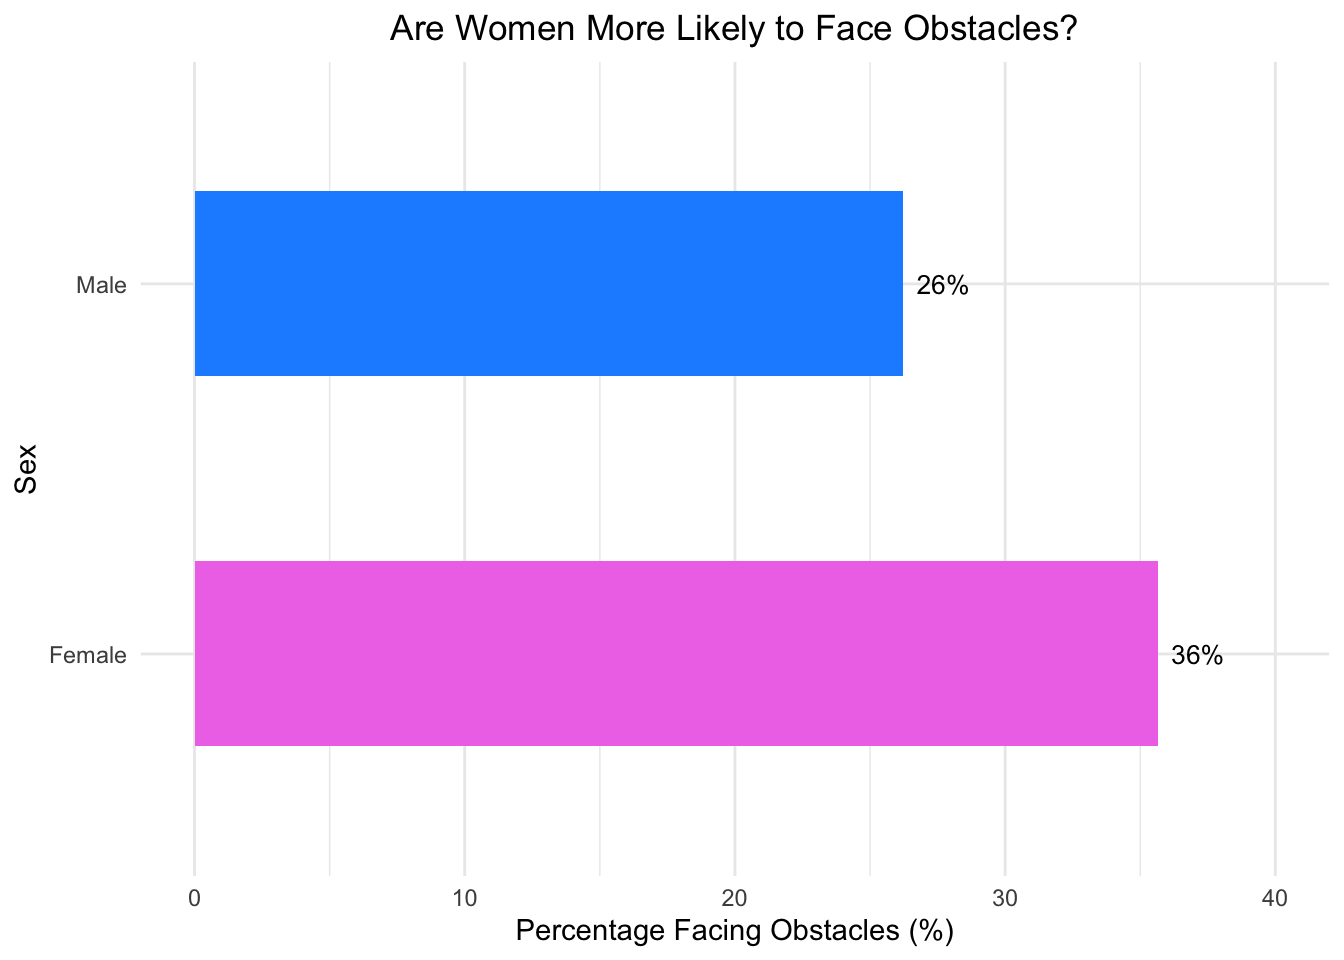 Are Women More Likely to Face Obstacles?
Sex
Male
26%
Female
36%
0 10 20 30 40
Percentage Facing Obstacles (%)